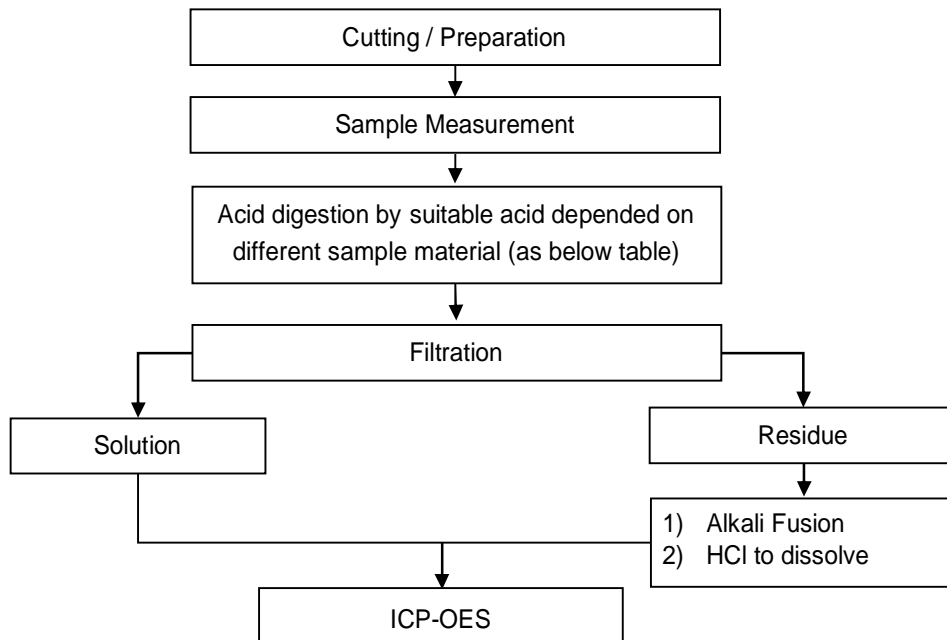 Cutting / Preparation
Sample Measurement
Acid digestion by suitable acid depended on
different sample material (as below table)
Filtration
Solution
Residue
1) Alkali Fusion
2) HCl to dissolve
ICP-OES